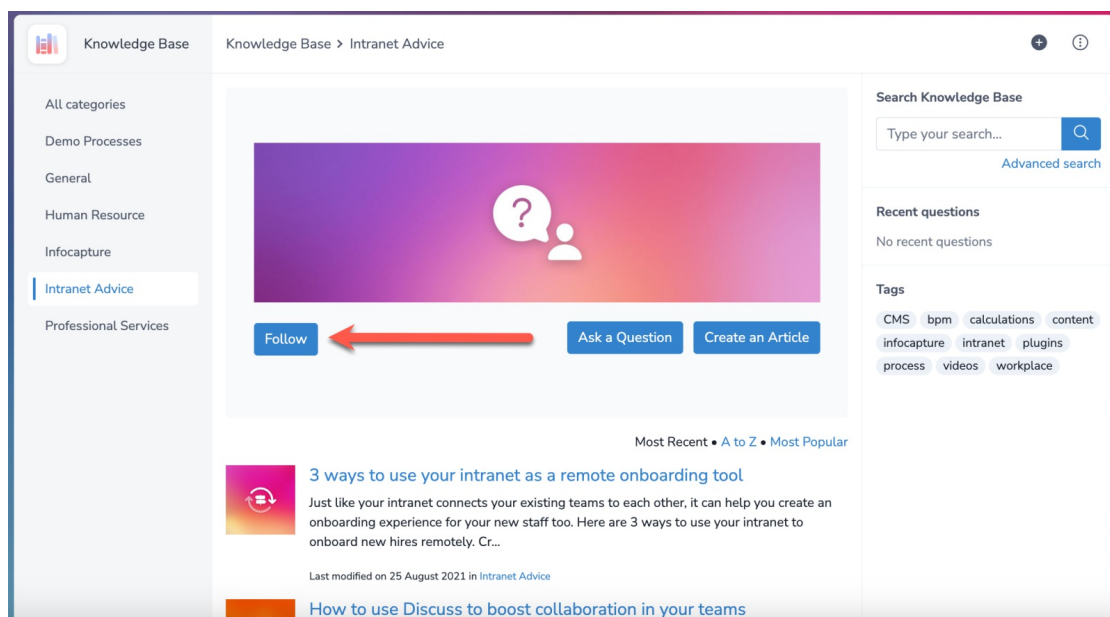 Knowledge Base
Knowledge Base > Intranet Advice
All categories
Demo Processes
General
Human Resource
Infocapture
Intranet Advice
Professional Services
?
Follow
Ask a Question
Create an Article
Most Recent • A to Z • Most Popular
3 ways to use your intranet as a remote onboarding tool
Just like your intranet connects your existing teams to each other, it can help you create an
onboarding experience for your new staff too. Here are 3 ways to use your intranet to
onboard new hires remotely. Cr...
Last modified on 25 August 2021 in Intranet Advice
How to use Discuss to boost collaboration in your teams
Search Knowledge Base
Type your search...
Advanced search
Recent questions
No recent questions
Tags
CMS bpm calculations content
infocapture intranet plugins
process videos workplace